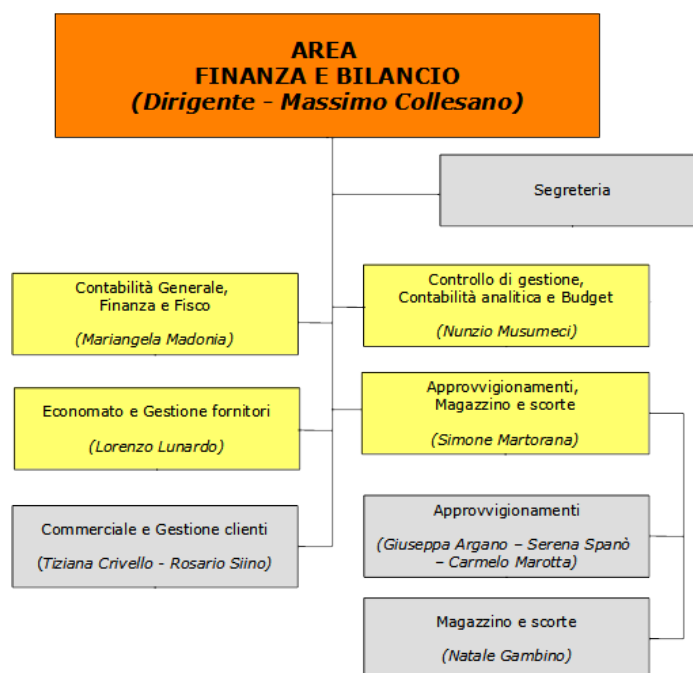 AREA
FINANZA E BILANCIO
(Dirigente - Massimo Collesano)
Segreteria
Contabilità Generale,
Finanza e Fisco
(Mariangela Madonia)
Controllo di gestione,
Contabilità analitica e Budget
(Nunzio Musumeci)
Economato e Gestione fornitori
(Lorenzo Lunardo)
Approvvigionamenti,
Magazzino e scorte
(Simone Martorana)
Commerciale e Gestione clienti
(Tiziana Crivello - Rosario Siino)
Approvvigionamenti
(Giuseppa Argano – Serena Spanò
– Carmelo Marotta)
Magazzino e scorte
(Natale Gambino)